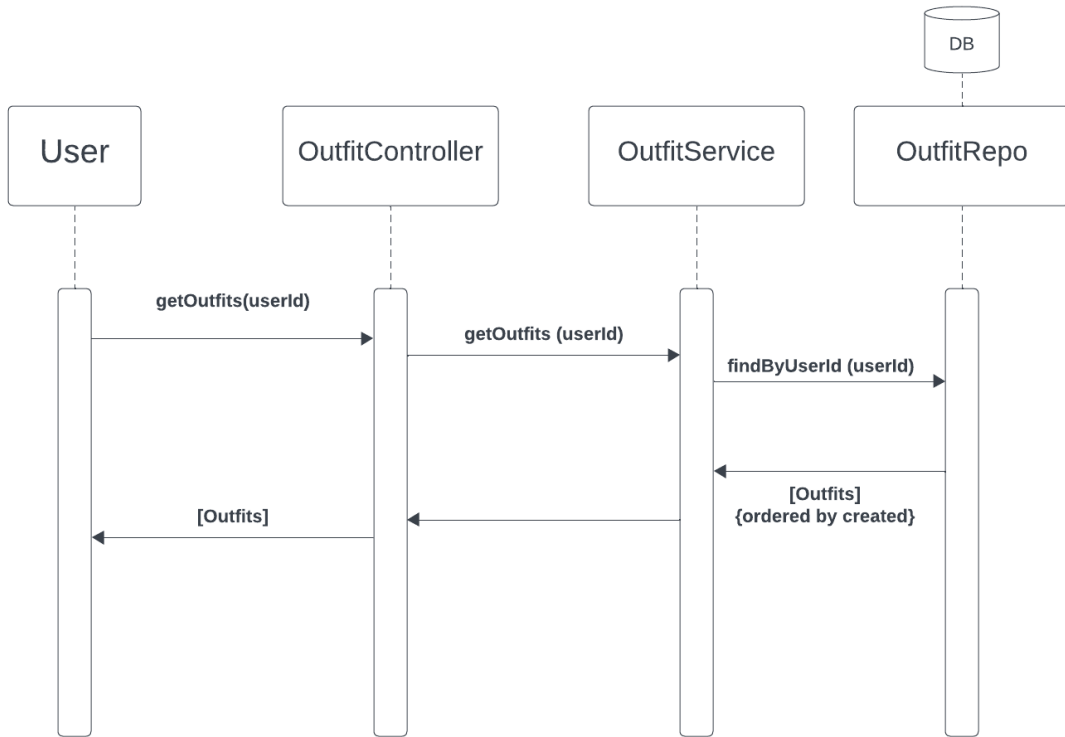 DB
User
OutfitController
OutfitService
OutfitRepo
getOutfits(userId)
getOutfits (userId)
findByUserId (userId)
[Outfits]
{ordered by created}
[Outfits]